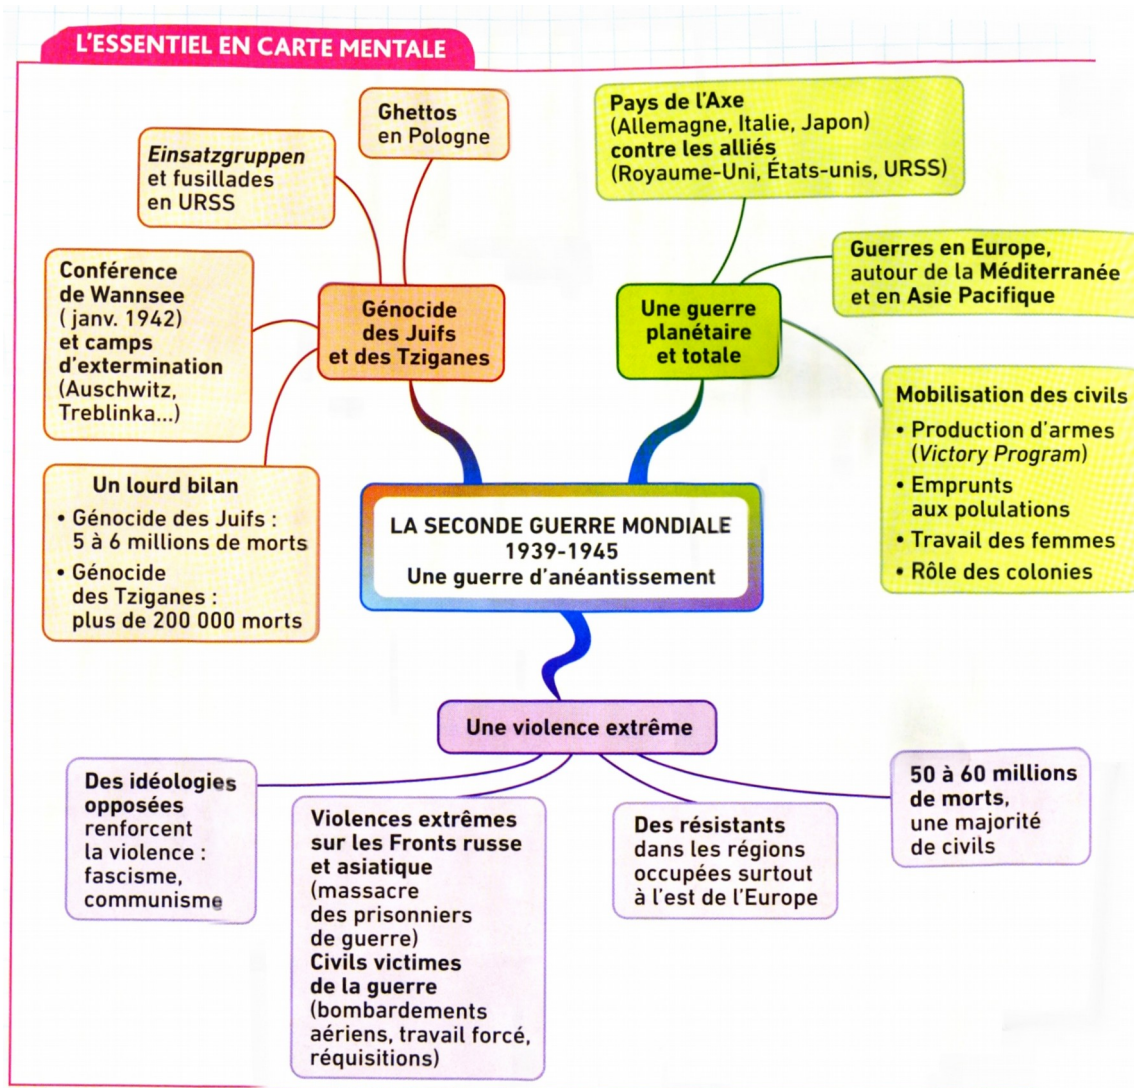 L'ESSENTIEL EN CARTE MENTALE
Ghettos
en Pologne
Einsatzgruppen
et fusillades
en URSS
Conférence
de Wannsee
( janv. 1942)
et camps
d'extermination
(Auschwitz,
Treblinka...)
Génocide
des Juifs
et des Tziganes
Un lourd bilan
• Génocide des Juifs :
5 à 6 millions de morts
• Génocide
des Tziganes :
plus de 200 000 morts
Pays de l'Axe
(Allemagne, Italie, Japon)
contre les alliés
(Royaume-Uni, États-unis, URSS)
Guerres en Europe,
autour de la Méditerranée
et en Asie Pacifique
Une guerre
planétaire
et totale
Mobilisation des civils
• Production d'armes
(Victory Program)
• Emprunts
aux polulations
• Travail des femmes
• Rôle des colonies
LA SECONDE GUERRE MONDIALE
1939-1945
Une guerre d'anéantissement
Une violence extrême
Des idéologies
opposées
renforcent
la violence :
fascisme,
communisme
Violences extrêmes
sur les Fronts russe
et asiatique
(massacre
des prisonniers
de guerre)
Civils victimes
de la guerre
(bombardements
aériens, travail forcé,
réquisitions)
Des résistants
dans les régions
occupées surtout
à l'est de l'Europe
50 à 60 millions
de morts,
une majorité
de civils